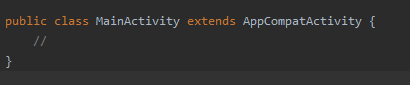 public class MainActivity extends AppCompatActivity {
    //
}